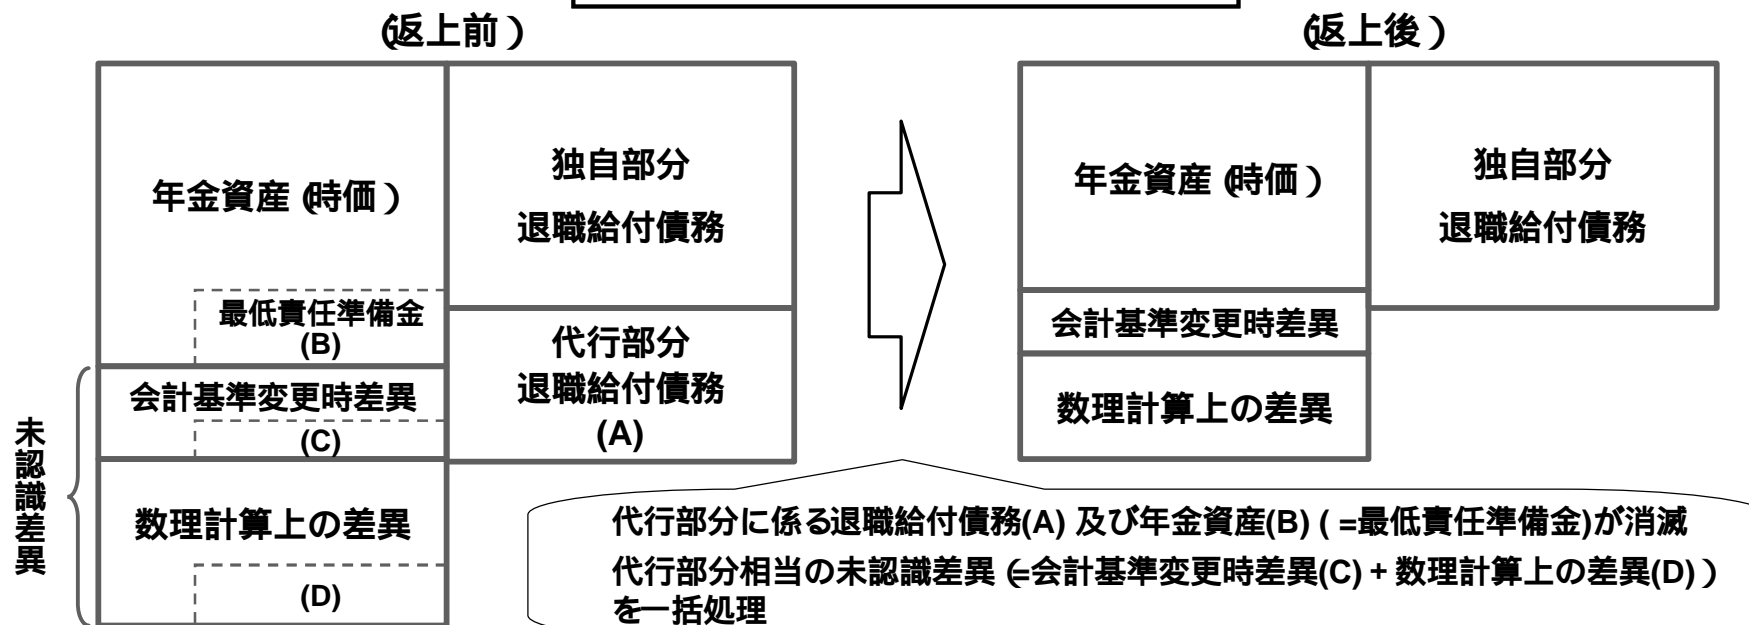 (返上前)
(返上後)
年金資産(時価)
独自部分
退職給付債務
最低責任準備金
(B)
代行部分
退職給付債務
(A)
会計基準変更時差異
(C)
数理計算上の差異
(D)
未認識差異
年金資産(時価)
独自部分
退職給付債務
会計基準変更時差異
数理計算上の差異
代行部分に係る退職給付債務(A) 及び年金資産(B) ( =最低責任準備金)が消滅
代行部分相当の未認識差異(=会計基準変更時差異(C) + 数理計算上の差異(D) )
を一括処理